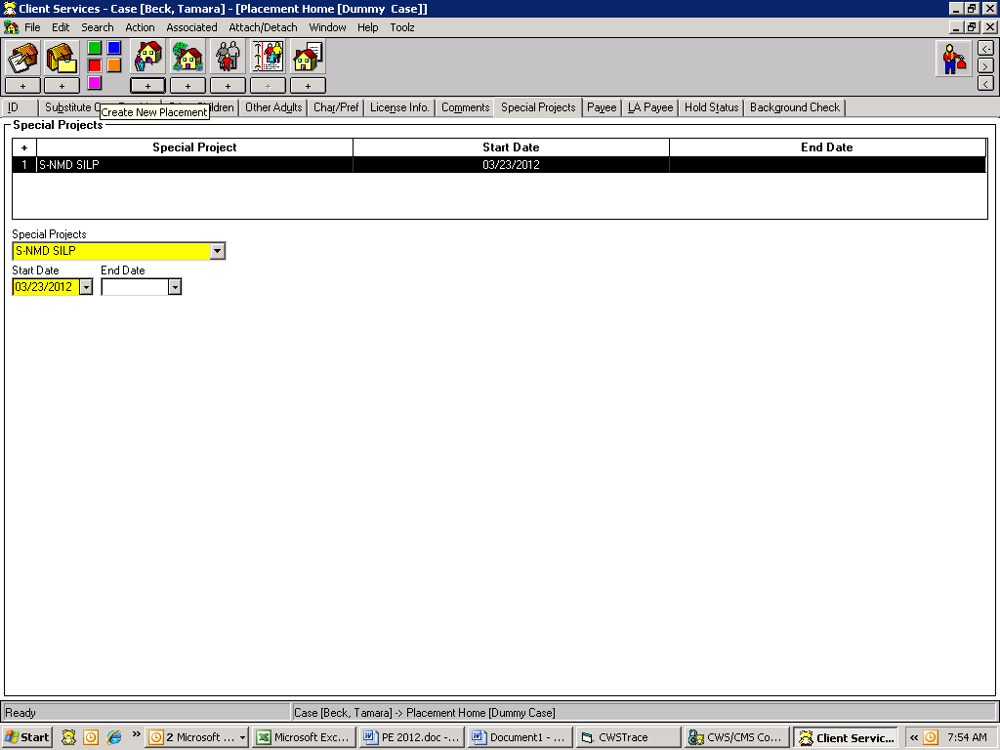 Client Services - Case [Beck, Tamara] - [Placement Home [Dummy  Case]]
File Edit Search Action Associated Attach/Detach Window Help Toolz
+ + + + + + +
ID Substitute Children Other Adults Char/Pref License Info. Comments Special Projects Payee LA Payee Hold Status Background Check
Create New Placement
Special Projects
+ Special Project Start Date End Date
1 S-NMD SILP 03/23/2012
Special Projects
S-NMD SILP
Start Date End Date
03/23/2012
Ready Case [Beck, Tamara] -> Placement Home [Dummy Case]
Start » 2 Microsoft ... Microsoft Exc... PE 2012.doc -... Document1 - ... CWSTrace CWS/CMS Co... Client Servic... « 7:54 AM